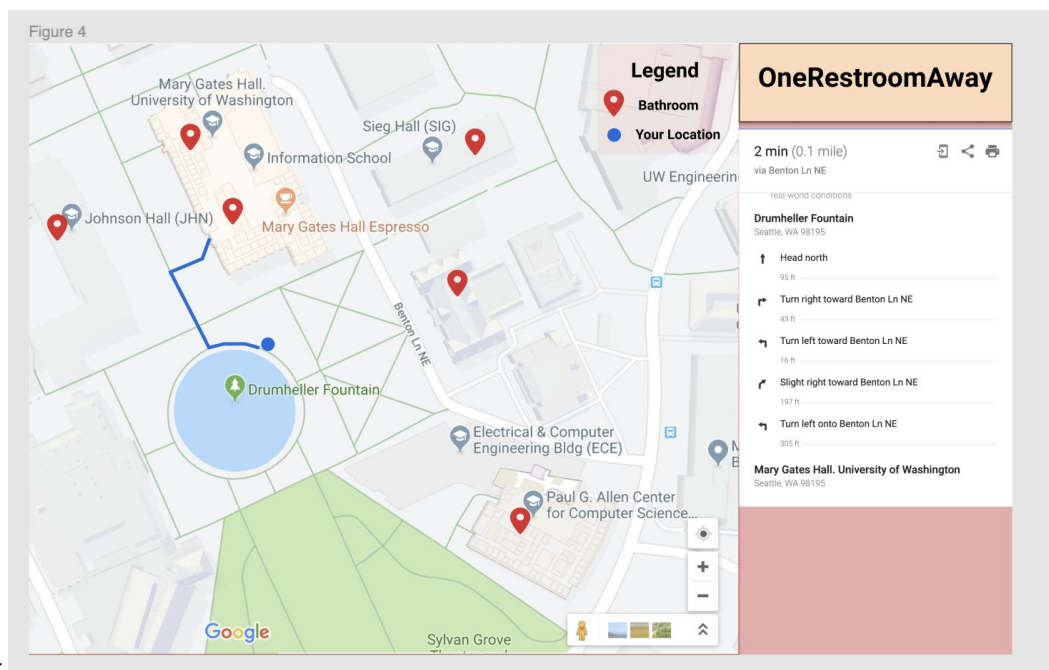 Figure 4
Mary Gates Hall.
University of Washington
Information School
Sieg Hall (SIG)
Johnson Hall (JHN)
Mary Gates Hall Espresso
UW Engineerin
Benton Ln NE
Drumheller Fountain
Electrical & Computer
Engineering Bldg (ECE)
Paul G. Allen Center
for Computer Science...
Google
Sylvan Grove
Legend
Bathroom
Your Location
OneRestroomAway
2 min (0.1 mile)
via Benton Ln NE
real-world conditions
Drumheller Fountain
Seattle, WA 98195
Head north
95 ft
Turn right toward Benton Ln NE
43 ft
Turn left toward Benton Ln NE
16 ft
Slight right toward Benton Ln NE
197 ft
Turn left onto Benton Ln NE
305 ft
Mary Gates Hall. University of Washington
Seattle, WA 98195